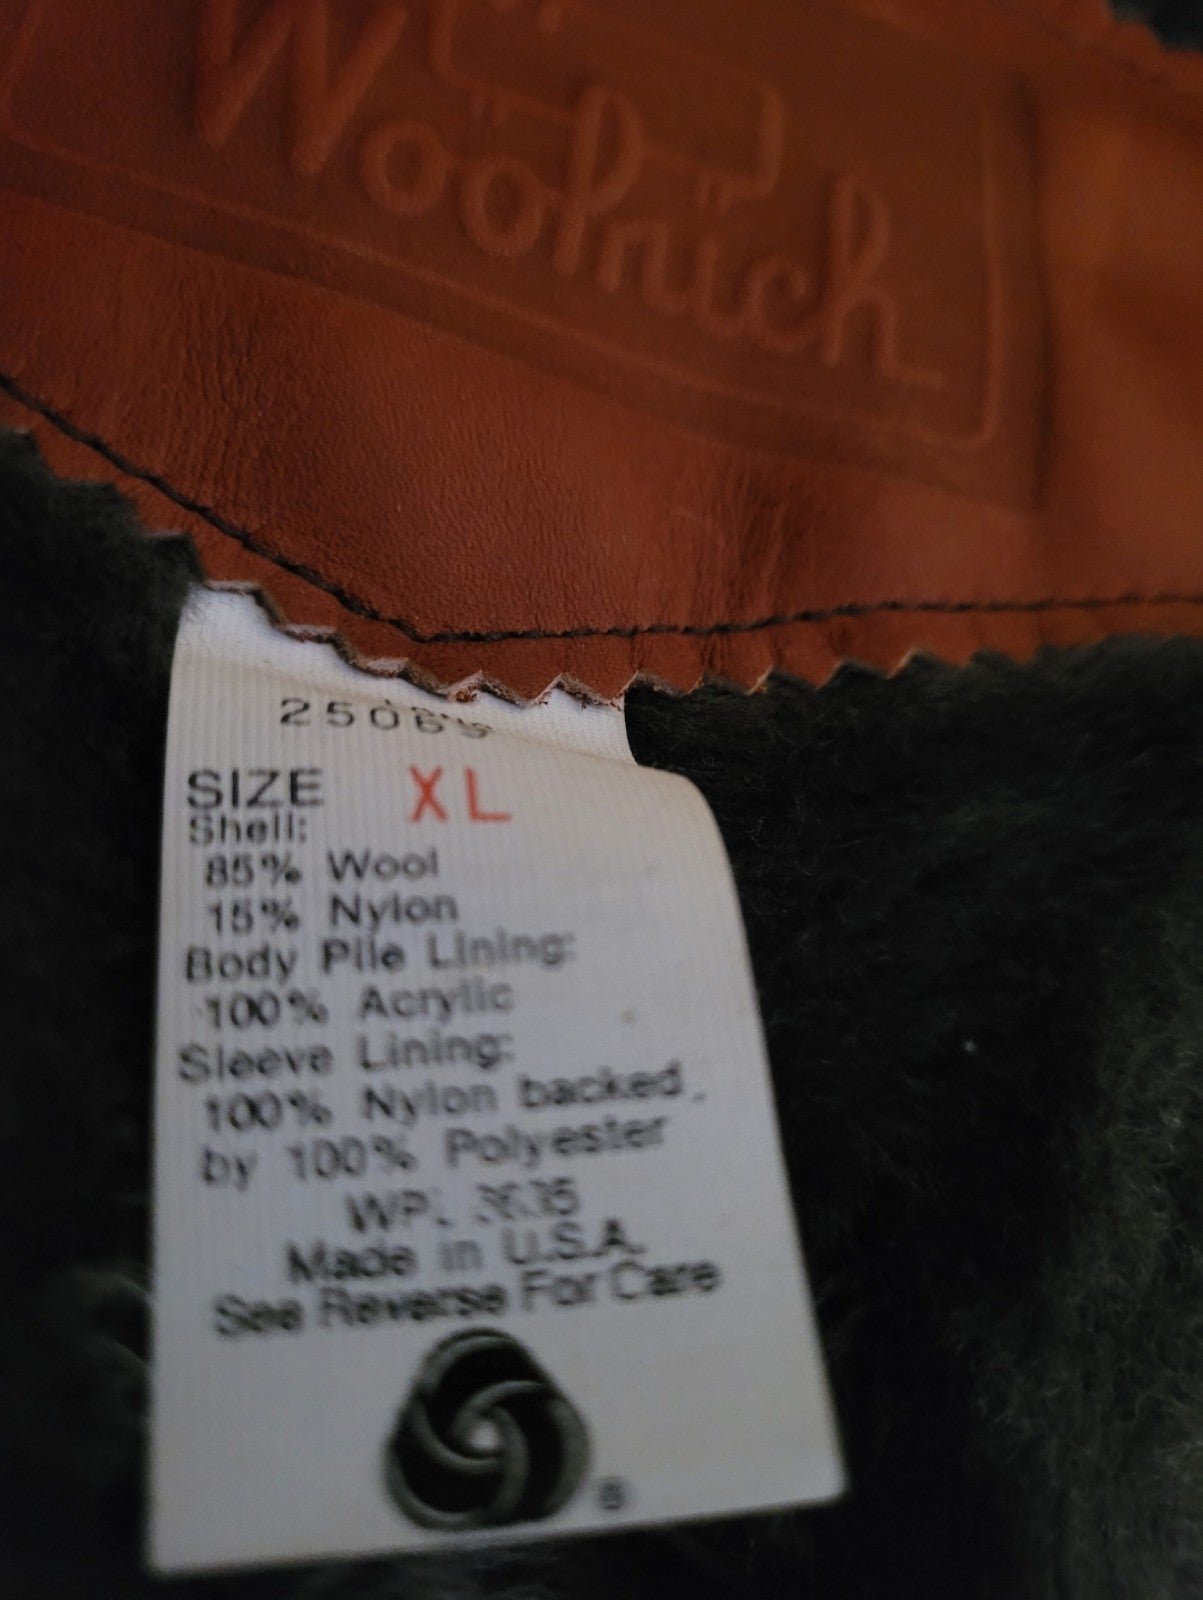 Woolrich
SIZE XL
Shell:
85% Wool
15% Nylon
Body Pile Lining:
100% Acrylic
Sleeve Lining:
100% Nylon backed
by 100% Polyester
Made in U.S.A.
See Reverse For Care